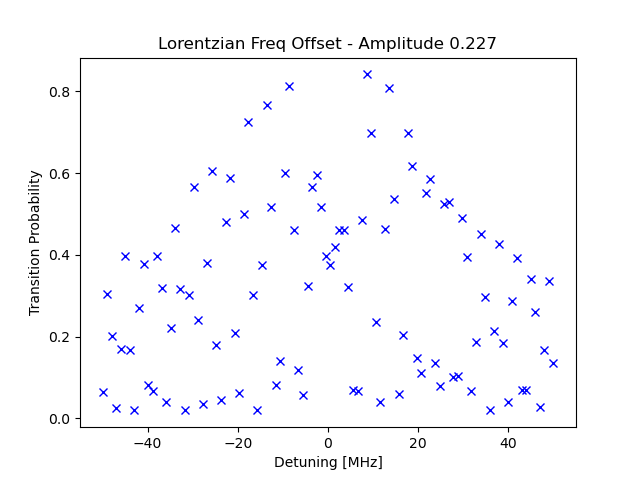 Lorentzian Freq Offset - Amplitude 0.227
Transition Probability
0.8
0.6
0.4
0.2
0.0
−40 −20 0 20 40
Detuning [MHz]